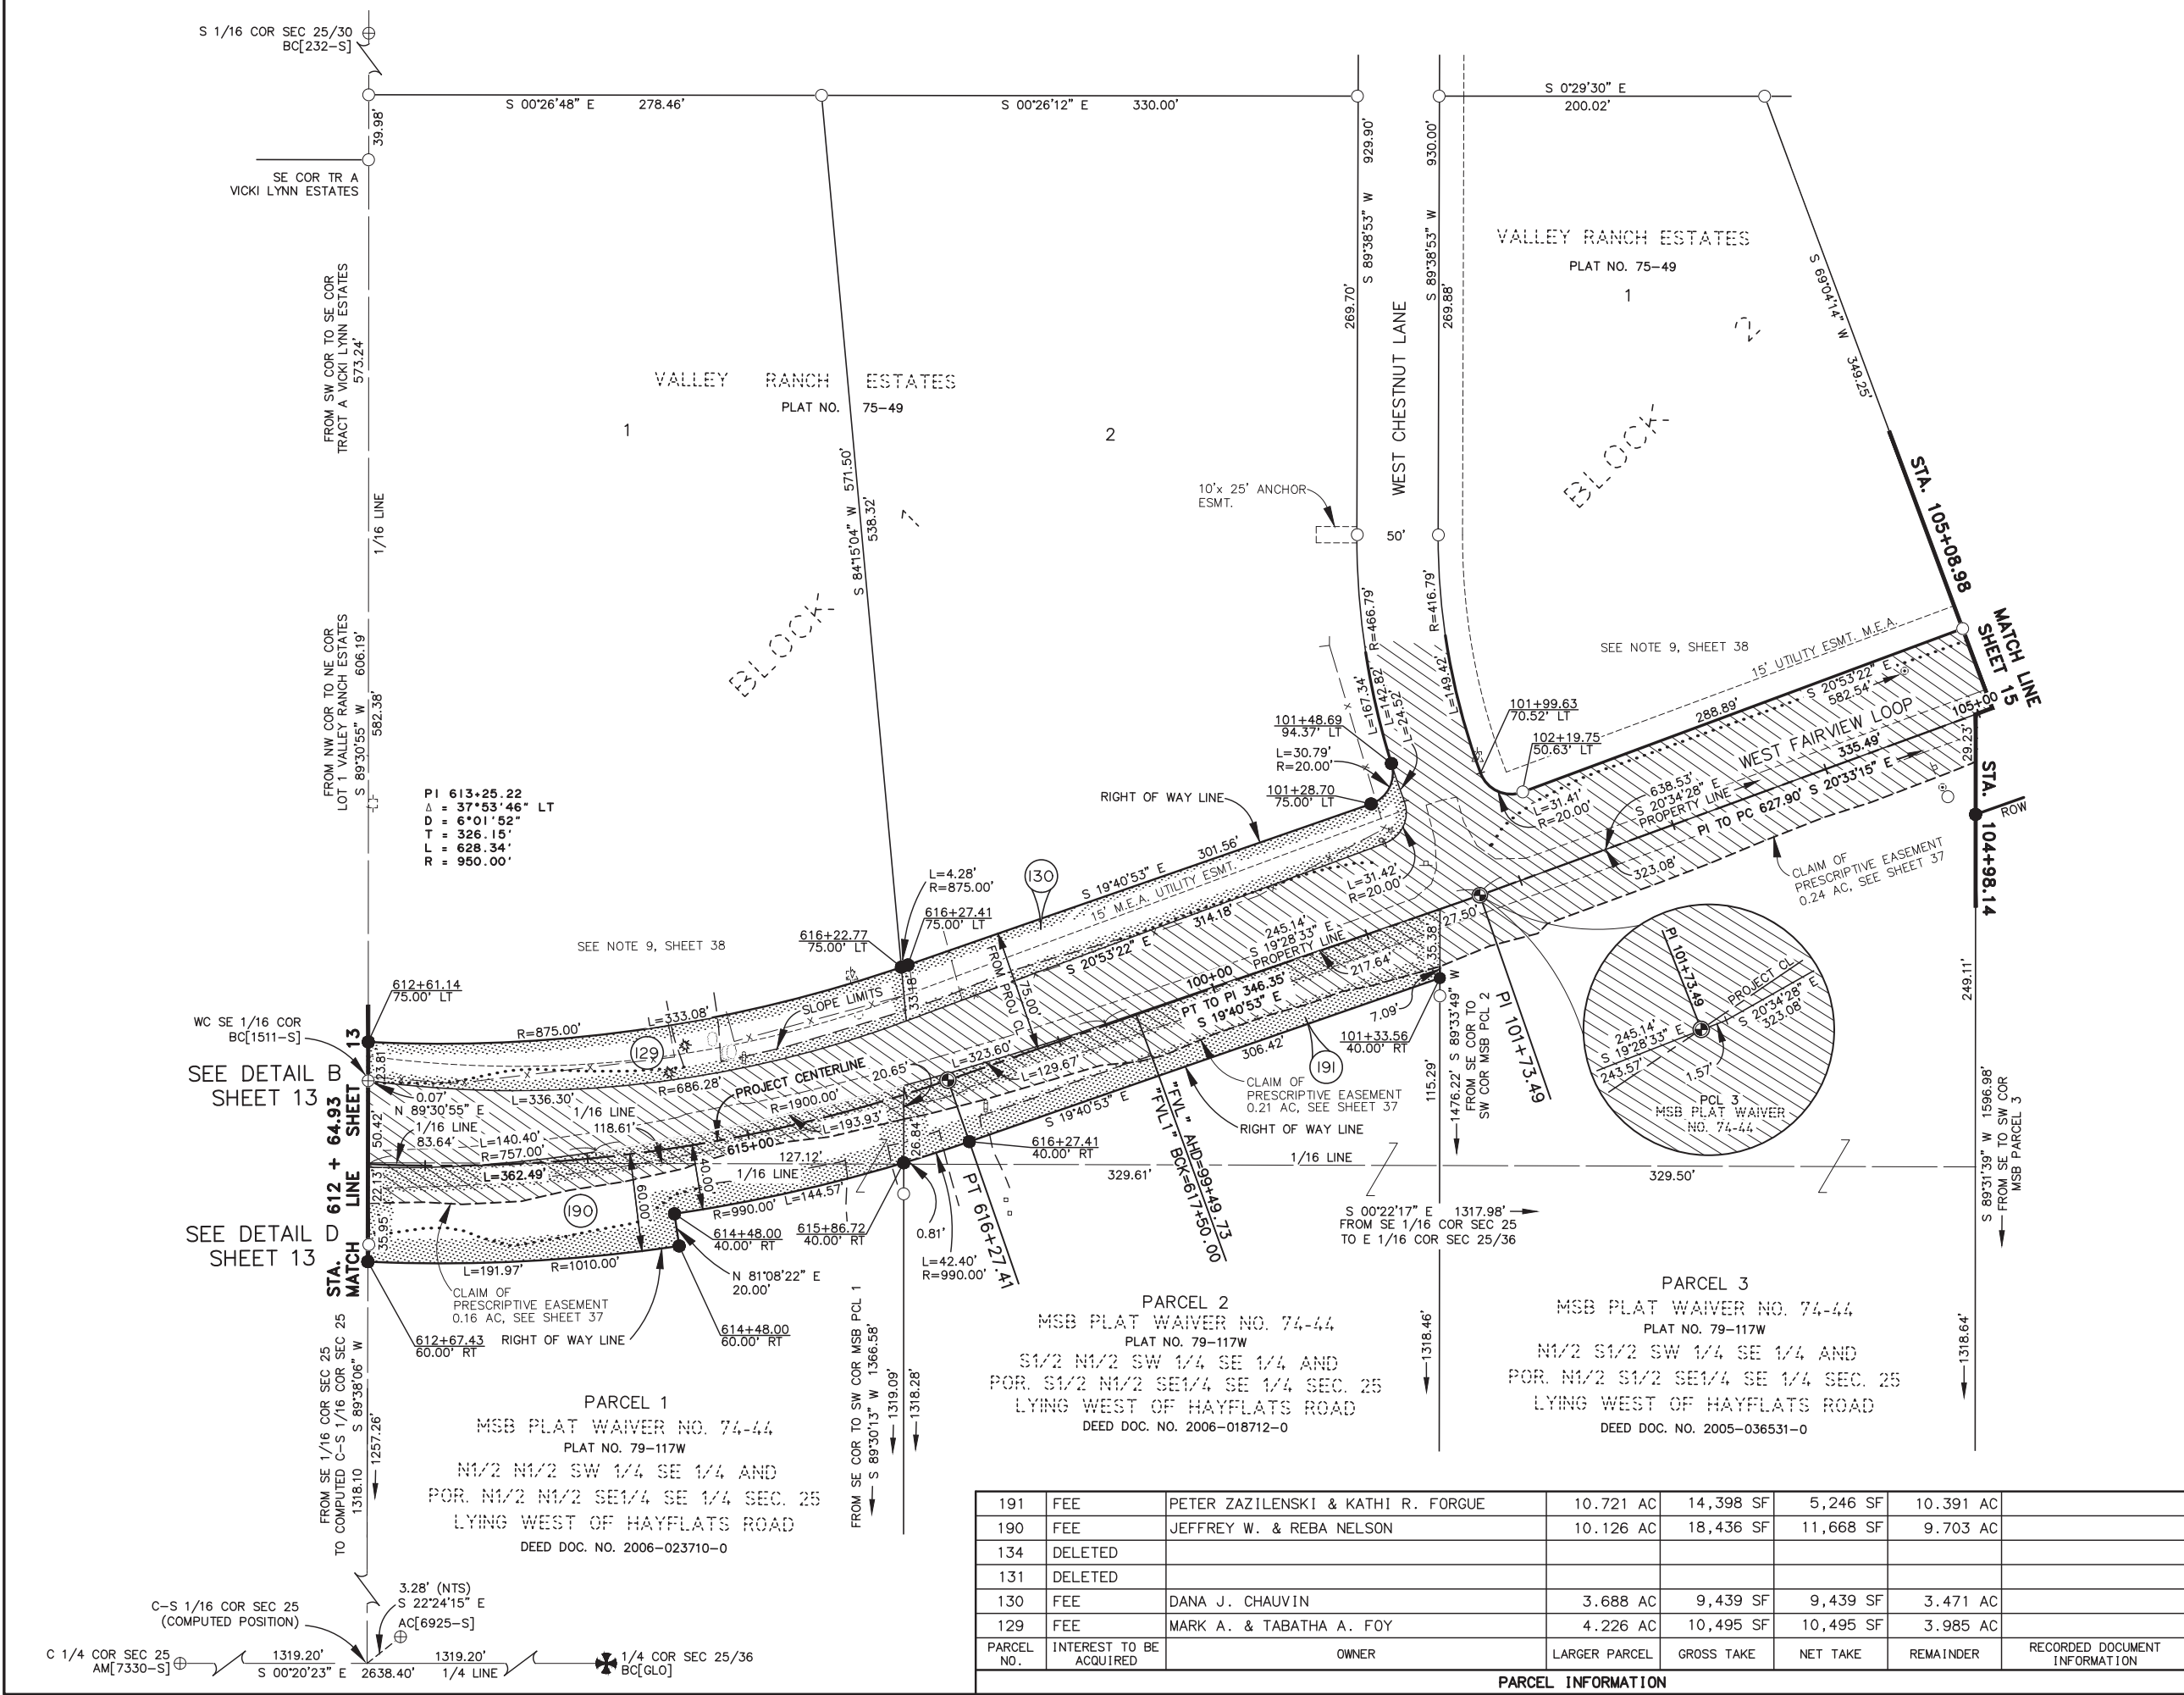 S 1/16 COR SEC 25/30
BC[232-S]
39.98'
S 00°26'48" E 278.46'
S 00°26'12" E 330.00'
S 0°29'30" E
200.02'
SE COR TR A
VICKI LYNN ESTATES
FROM SW COR TO SE COR
TRACT A VICKI LYNN ESTATES
573.24'
1/16 LINE
FROM NW COR TO NE COR
LOT 1 VALLEY RANCH ESTATES
S 89°30'55" W 606.19'
582.38'
VALLEY RANCH ESTATES
PLAT NO. 75-49
1
2
BLOCK 1
S 84°15'04" W 571.50'
538.32'
269.70'
S 89°38'53" W 929.90'
S 89°38'53" W 930.00'
269.88'
WEST CHESTNUT LANE
10'x 25' ANCHOR
ESMT.
50'
VALLEY RANCH ESTATES
PLAT NO. 75-49
1
BLOCK 2
S 69°04'14" W 349.25'
STA. 105+08.98
MATCH LINE
SHEET 15
STA. 104+98.14
SEE NOTE 9, SHEET 38
15' UTILITY ESMT. M.E.A.
S 20°53'22" E
582.54'
288.89'
WEST FAIRVIEW LOOP
105+00
29.23'
335.49'
638.53'
S 20°34'28" E
PROPERTY LINE
PI TO PC 627.90' S 20°33'15" E
323.08'
ROW
CLAIM OF
PRESCRIPTIVE EASEMENT
0.24 AC, SEE SHEET 37
R=466.79'
L=167.34'
L=142.82'
L=24.52'
R=416.79'
L=149.42'
101+99.63
70.52' LT
102+19.75
50.63' LT
L=31.41'
R=20.00'
101+48.69
94.37' LT
L=30.79'
R=20.00'
101+28.70
75.00' LT
RIGHT OF WAY LINE
PI 613+25.22
Δ = 37°53'46" LT
D = 6°01'52"
T = 326.15'
L = 628.34'
R = 950.00'
L=4.28'
R=875.00'
130
S 19°40'53" E 301.56'
15' M.E.A. UTILITY ESMT.
616+27.41
75.00' LT
616+22.77
75.00' LT
SEE NOTE 9, SHEET 38
L=31.42'
R=20.00'
S 20°53'22" E 314.18'
75.00'
FROM PROJ CL
33.18'
245.14'
S 19°28'33" E
PROPERTY LINE
27.50'
35.38'
217.64'
100+00
PT TO PI 346.35'
S 19°40'53" E
612+61.14
75.00' LT
WC SE 1/16 COR
BC[1511-S]
SEE DETAIL B
SHEET 13
STA. 612 + 64.93
MATCH LINE SHEET 13
23.81'
R=875.00'
L=333.08'
129
SLOPE LIMITS
0.07'
N 89°30'55" E
1/16 LINE
83.64'
50.42'
L=336.30'
R=686.28'
1/16 LINE
118.61'
PROJECT CENTERLINE
R=1900.00'
20.65'
L=323.60'
L=129.67'
L=193.93'
L=140.40'
R=757.00'
L=362.49'
615+00
127.12'
1/16 LINE
26.84'
22.13'
35.95'
60.00'
40.00'
190
R=990.00' L=144.57'
SEE DETAIL D
SHEET 13
L=191.97' R=1010.00'
614+48.00
40.00' RT
615+86.72
40.00' RT
0.81'
N 81°08'22" E
20.00'
L=42.40'
R=990.00'
616+27.41
40.00' RT
PT 616+27.41
CLAIM OF
PRESCRIPTIVE EASEMENT
0.16 AC, SEE SHEET 37
612+67.43
60.00' RT
RIGHT OF WAY LINE
614+48.00
60.00' RT
S 19°40'53" E 306.42'
7.09'
101+33.56
40.00' RT
191
CLAIM OF
PRESCRIPTIVE EASEMENT
0.21 AC, SEE SHEET 37
RIGHT OF WAY LINE
"FVL" AHD=99+49.73
"FVL1" BCK=617+50.00
1115.29'
1476.22' S 89°33'49" W
FROM SE COR TO
SW COR MSB PCL 2
PI 101+73.49
PI 101+73.49
PROJECT CL
245.14'
S 19°28'33" E
243.57'
S 20°34'28" E
323.08'
1.57'
PCL 3
MSB PLAT WAIVER
NO. 74-44
249.11'
S 89°31'39" W 1596.98'
FROM SE TO SW COR
MSB PARCEL 3
329.61'
1/16 LINE
329.50'
S 00°22'17" E 1317.98'
FROM SE 1/16 COR SEC 25
TO E 1/16 COR SEC 25/36
FROM SE 1/16 COR SEC 25
TO COMPUTED C-S 1/16 COR SEC 25
1318.10 S 89°38'06" W
1257.26'
PARCEL 1
MSB PLAT WAIVER NO. 74-44
PLAT NO. 79-117W
N1/2 N1/2 SW 1/4 SE 1/4 AND
POR. N1/2 N1/2 SE1/4 SE 1/4 SEC. 25
LYING WEST OF HAYFLATS ROAD
DEED DOC. NO. 2006-023710-0
FROM SE COR TO SW COR MSB PCL 1
S 89°30'13" W 1366.58'
1319.09'
1318.28'
PARCEL 2
MSB PLAT WAIVER NO. 74-44
PLAT NO. 79-117W
S1/2 N1/2 SW 1/4 SE 1/4 AND
POR. S1/2 N1/2 SE1/4 SE 1/4 SEC. 25
LYING WEST OF HAYFLATS ROAD
DEED DOC. NO. 2006-018712-0
1318.46'
PARCEL 3
MSB PLAT WAIVER NO. 74-44
PLAT NO. 79-117W
N1/2 S1/2 SW 1/4 SE 1/4 AND
POR. N1/2 S1/2 SE1/4 SE 1/4 SEC. 25
LYING WEST OF HAYFLATS ROAD
DEED DOC. NO. 2005-036531-0
1318.64'
C-S 1/16 COR SEC 25
(COMPUTED POSITION)
3.28' (NTS)
S 22°24'15" E
AC[6925-S]
C 1/4 COR SEC 25
AM[7330-S]
1319.20'
S 00°20'23" E 2638.40'
1319.20'
1/4 LINE
1/4 COR SEC 25/36
BC[GLO]
191 FEE PETER ZAZILENSKI & KATHI R. FORGUE 10.721 AC 14,398 SF 5,246 SF 10.391 AC
190 FEE JEFFREY W. & REBA NELSON 10.126 AC 18,436 SF 11,668 SF 9.703 AC
134 DELETED
131 DELETED
130 FEE DANA J. CHAUVIN 3.688 AC 9,439 SF 9,439 SF 3.471 AC
129 FEE MARK A. & TABATHA A. FOY 4.226 AC 10,495 SF 10,495 SF 3.985 AC
PARCEL NO. INTEREST TO BE ACQUIRED OWNER LARGER PARCEL GROSS TAKE NET TAKE REMAINDER RECORDED DOCUMENT INFORMATION
PARCEL INFORMATION